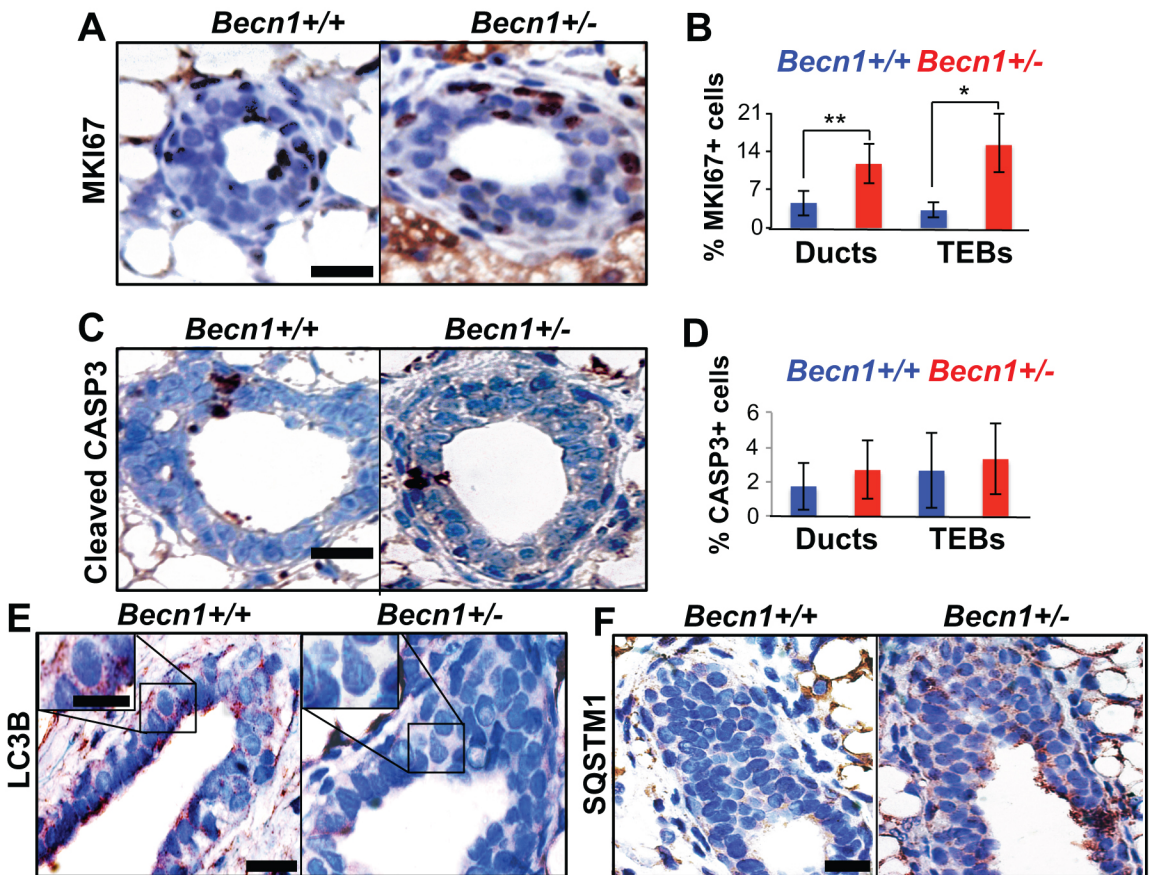 A
Becn1+/+
Becn1+/-
MKI67
B
Becn1+/+ Becn1+/-
% MKI67+ cells
21
14
7
0
**
*
Ducts
TEBs
C
Becn1+/+
Becn1+/-
Cleaved CASP3
D
Becn1+/+ Becn1+/-
% CASP3+ cells
6
4
2
0
Ducts
TEBs
E
Becn1+/+
Becn1+/-
LC3B
F
Becn1+/+
Becn1+/-
SQSTM1